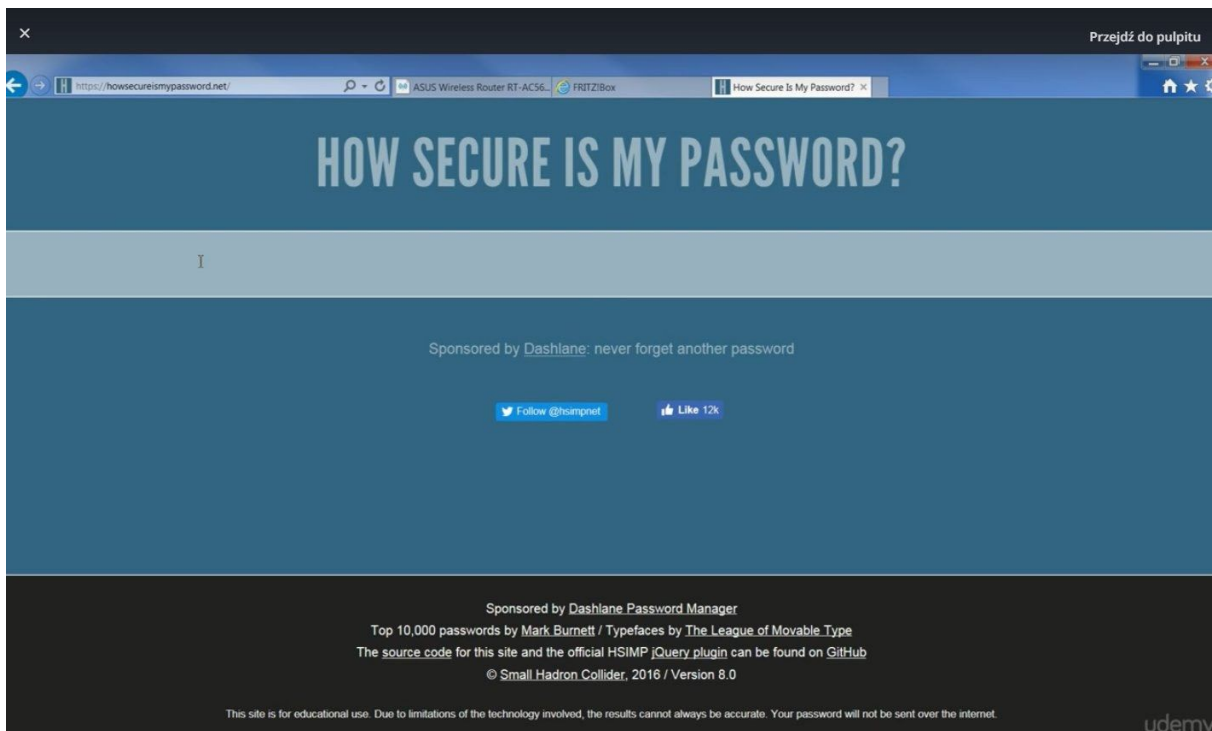 × Przejdź do pulpitu
https://howsecureismypassword.net/ ASUS Wireless Router RT-AC56... FRITZ!Box How Secure Is My Password? ×
HOW SECURE IS MY PASSWORD?
Sponsored by Dashlane: never forget another password
Follow @hsimpnet Like 12k
Sponsored by Dashlane Password Manager
Top 10,000 passwords by Mark Burnett / Typefaces by The League of Movable Type
The source code for this site and the official HSIMP jQuery plugin can be found on GitHub
© Small Hadron Collider, 2016 / Version 8.0
This site is for educational use. Due to limitations of the technology involved, the results cannot always be accurate. Your password will not be sent over the internet.
udemy